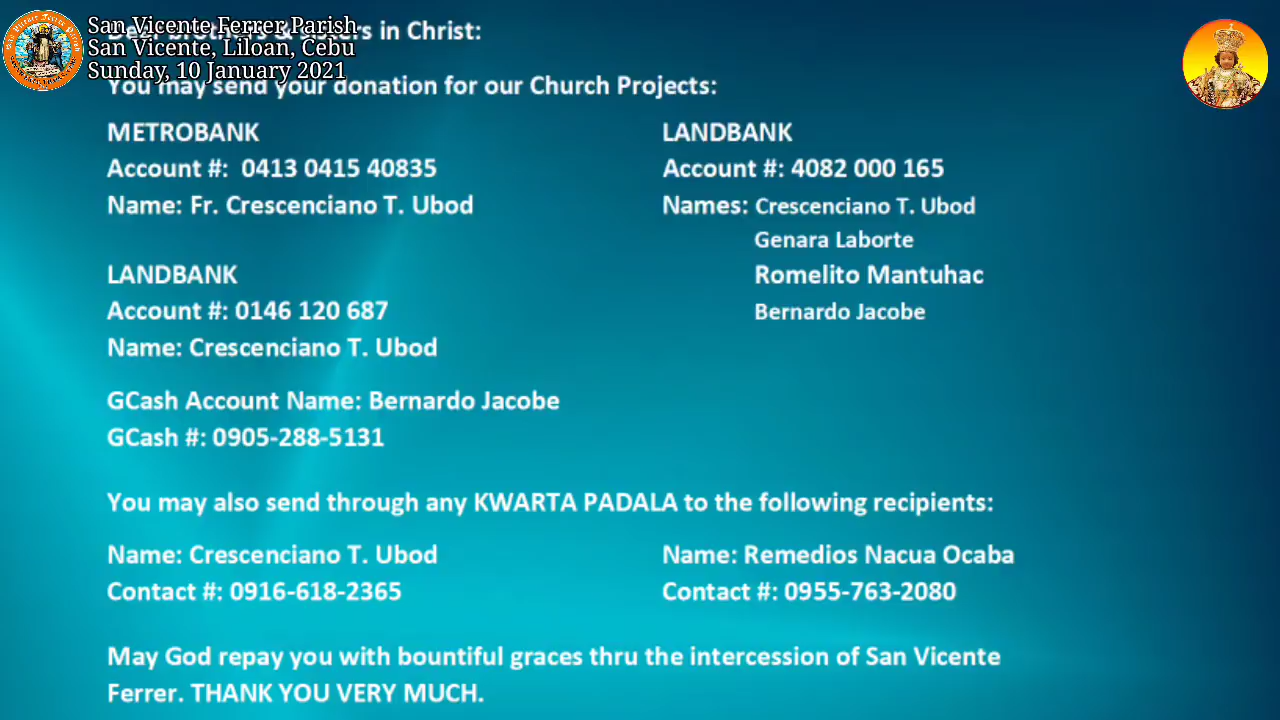 San Vicente Ferrer Parish
San Vicente, Liloan, Cebu
Sunday, 10 January 2021
Dear brothers & sisters in Christ:
You may send your donation for our Church Projects:
METROBANK
Account #: 0413 0415 40835
Name: Fr. Crescenciano T. Ubod
LANDBANK
Account #: 4082 000 165
Names: Crescenciano T. Ubod
Genara Laborte
Romelito Mantuhac
Bernardo Jacobe
LANDBANK
Account #: 0146 120 687
Name: Crescenciano T. Ubod
GCash Account Name: Bernardo Jacobe
GCash #: 0905-288-5131
You may also send through any KWARTA PADALA to the following recipients:
Name: Crescenciano T. Ubod
Contact #: 0916-618-2365
Name: Remedios Nacua Ocaba
Contact #: 0955-763-2080
May God repay you with bountiful graces thru the intercession of San Vicente
Ferrer. THANK YOU VERY MUCH.